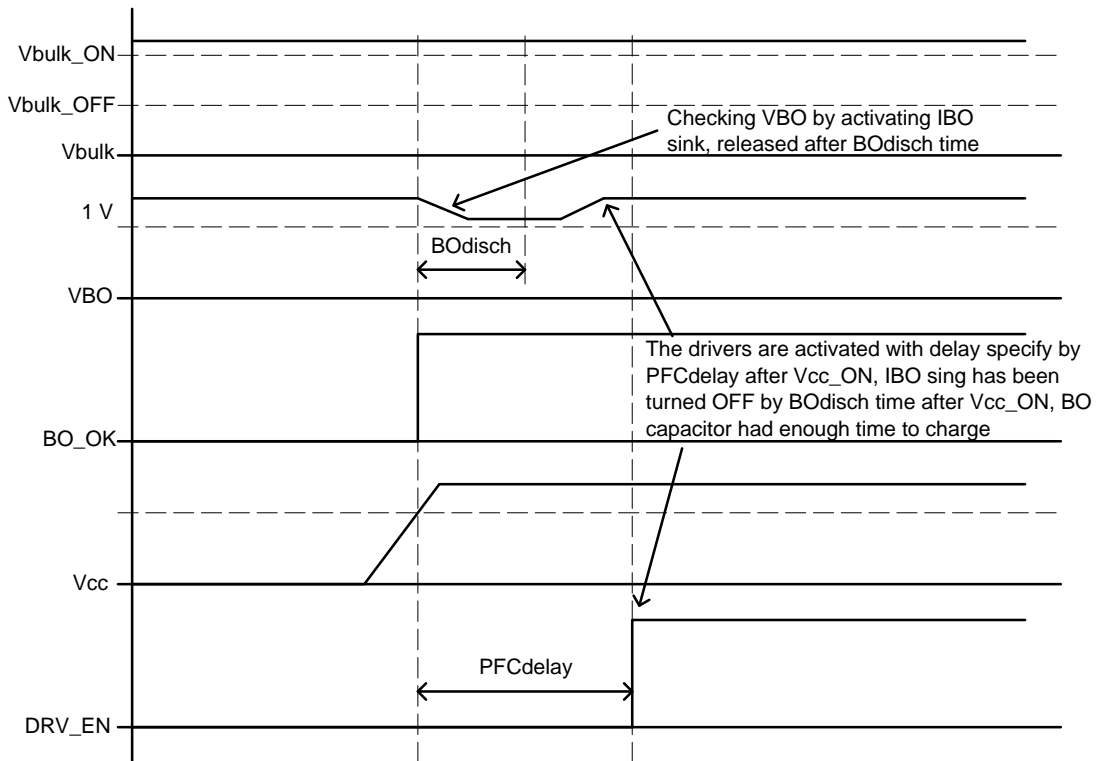 Vbulk_ON
Vbulk_OFF
Checking VBO by activating IBO
sink, released after BOdisch time
Vbulk
1 V
BOdisch
VBO
The drivers are activated with delay specify by
PFCdelay after Vcc_ON, IBO sing has been
turned OFF by BOdisch time after Vcc_ON, BO
capacitor had enough time to charge
BO_OK
Vcc
PFCdelay
DRV_EN